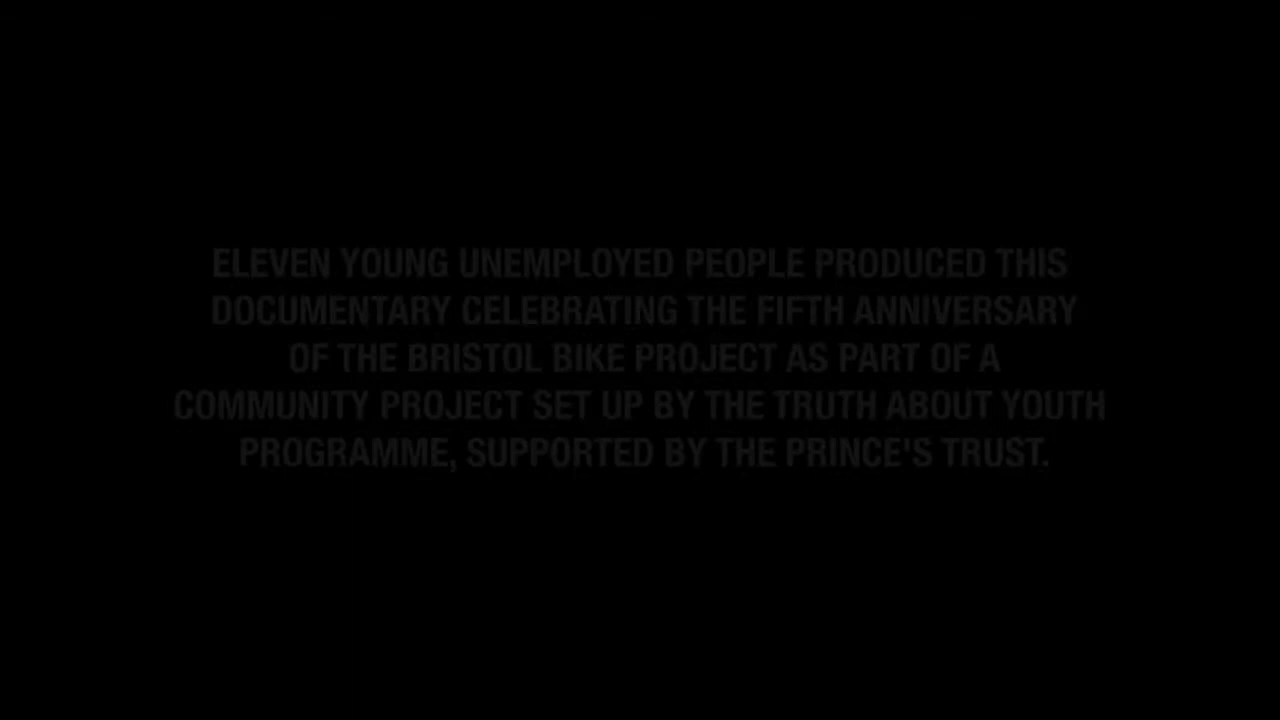 ELEVEN YOUNG UNEMPLOYED PEOPLE PRODUCED THIS
DOCUMENTARY CELEBRATING THE FIFTH ANNIVERSARY
OF THE BRISTOL BIKE PROJECT AS PART OF A
COMMUNITY PROJECT SET UP BY THE TRUTH ABOUT YOUTH
PROGRAMME, SUPPORTED BY THE PRINCE'S TRUST.